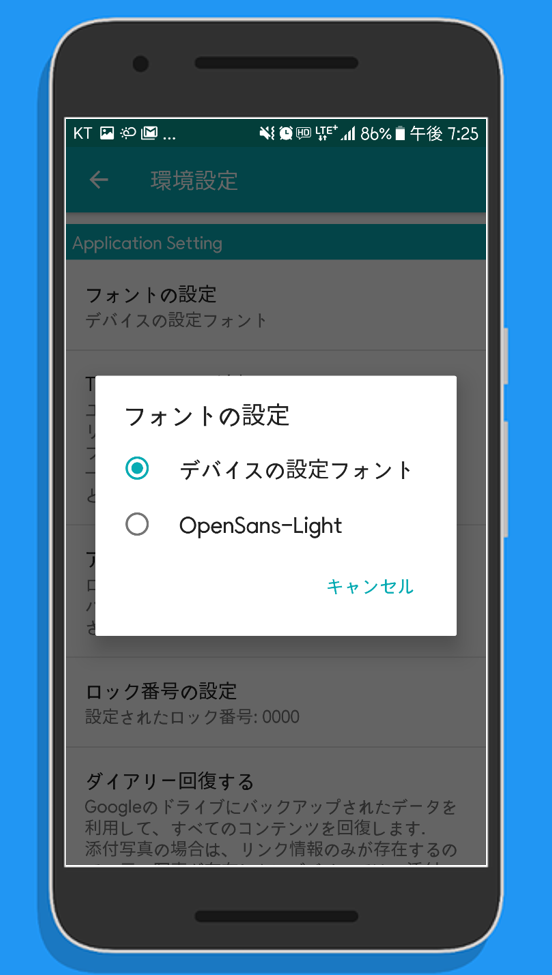 KT ... HD LTE+ 86% 午後 7:25
環境設定
Application Setting
フォントの設定
デバイスの設定フォント
フォントの設定
デバイスの設定フォント
OpenSans-Light
キャンセル
ロック番号の設定
設定されたロック番号: 0000
ダイアリー回復する
Googleのドライブにバックアップされたデータを
利用して、すべてのコンテンツを回復します.
添付写真の場合は、リンク情報のみが存在するの